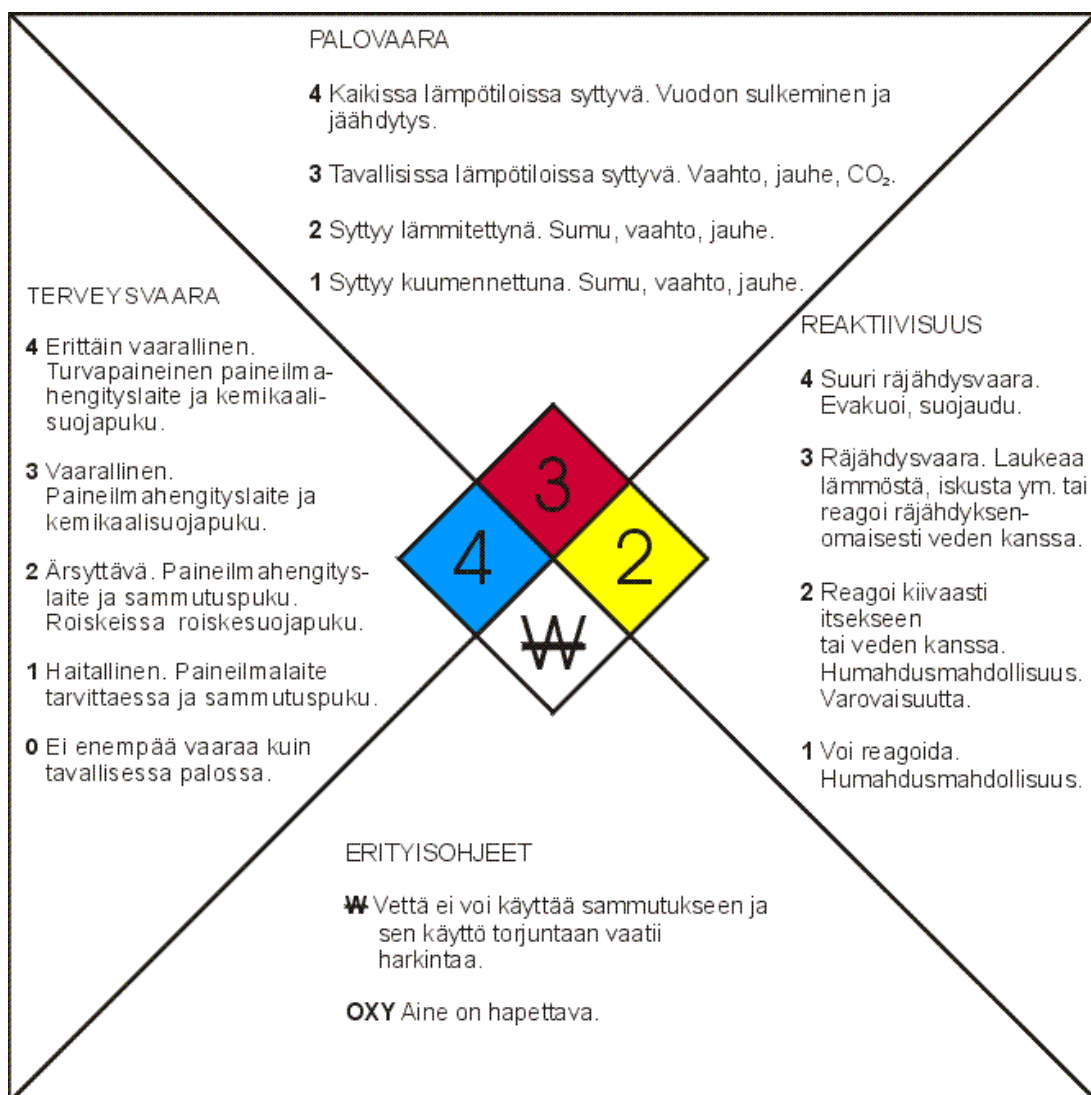 PALOVAARA
4 Kaikissa lämpötiloissa syttyvä. Vuodon sulkeminen ja
jäähdytys.
3 Tavallisissa lämpötiloissa syttyvä. Vaahto, jauhe, CO₂.
2 Syttyy lämmitettynä. Sumu, vaahto, jauhe.
1 Syttyy kuumennettuna. Sumu, vaahto, jauhe.
TERVEYSVAARA
4 Erittäin vaarallinen.
Turvapaineinen paineilma-
hengityslaite ja kemikaali-
suojapuku.
3 Vaarallinen.
Paineilmahengityslaite ja
kemikaalisuojapuku.
2 Ärsyttävä. Paineilmahengitys-
laite ja sammutuspuku.
Roiskeissa roiskesuojapuku.
1 Haitallinen. Paineilmalaite
tarvittaessa ja sammutuspuku.
0 Ei enempää vaaraa kuin
tavallisessa palossa.
3
4
2
W
REAKTIIVISUUS
4 Suuri räjähdysvaara.
Evakuoi, suojaudu.
3 Räjähdysvaara. Laukeaa
lämmöstä, iskusta ym. tai
reagoi räjähdyksen-
omaisesti veden kanssa.
2 Reagoi kiivaasti
itsekseen
tai veden kanssa.
Humahdusmahdollisuus.
Varovaisuutta.
1 Voi reagoida.
Humahdusmahdollisuus.
ERITYISOHJEET
W Vettä ei voi käyttää sammutukseen ja
sen käyttö torjuntaan vaatii
harkintaa.
OXY Aine on hapettava.